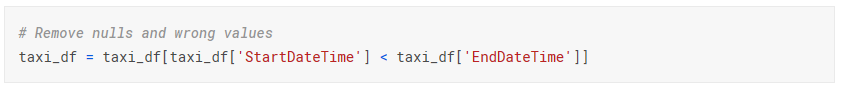 # Remove nulls and wrong values
taxi_df = taxi_df[taxi_df['StartDateTime'] < taxi_df['EndDateTime']]